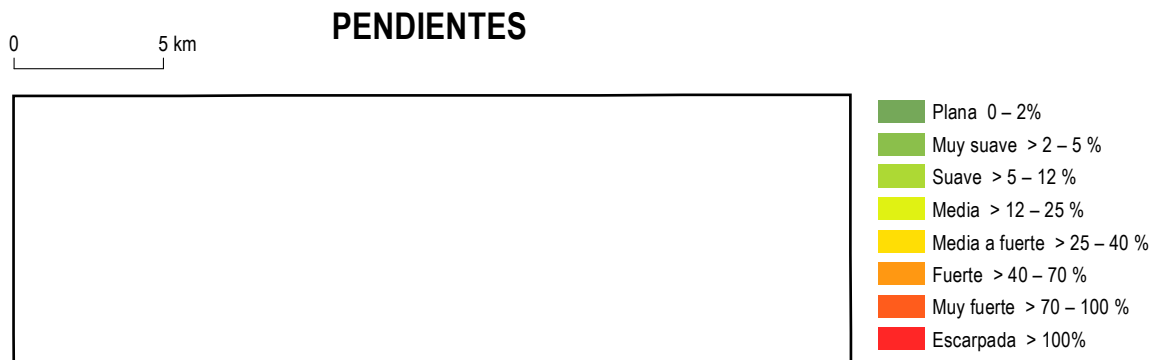 PENDIENTES
0 5 km
Plana 0 – 2%
Muy suave > 2 – 5 %
Suave > 5 – 12 %
Media > 12 – 25 %
Media a fuerte > 25 – 40 %
Fuerte > 40 – 70 %
Muy fuerte > 70 – 100 %
Escarpada > 100%